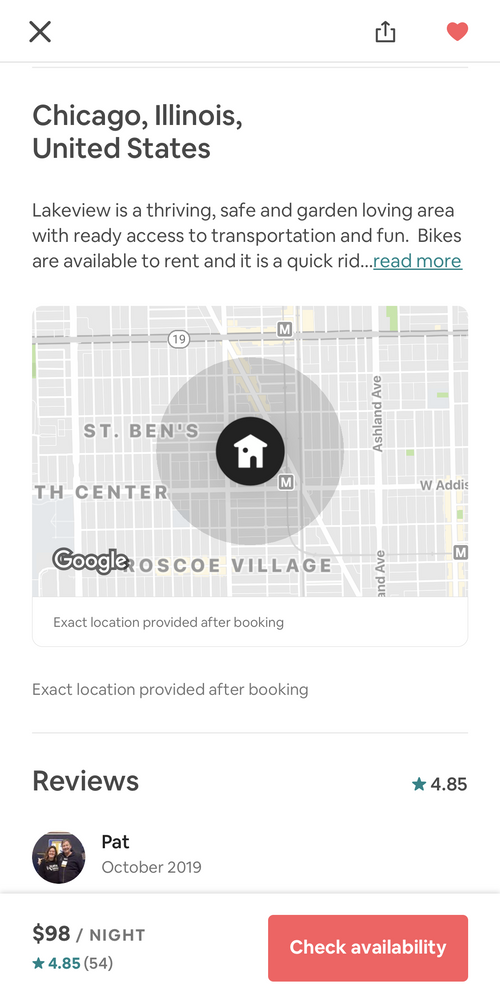 Chicago, Illinois,
United States
Lakeview is a thriving, safe and garden loving area
with ready access to transportation and fun.  Bikes
are available to rent and it is a quick rid...read more
M
19
Ashland Ave
ST. BEN'S
M
W Addis
TH CENTER
M
Google
ROSCOE VILLAGE
and Ave
Exact location provided after booking
Exact location provided after booking
Reviews
★ 4.85
Pat
October 2019
$98 / NIGHT
★ 4.85 (54)
Check availability